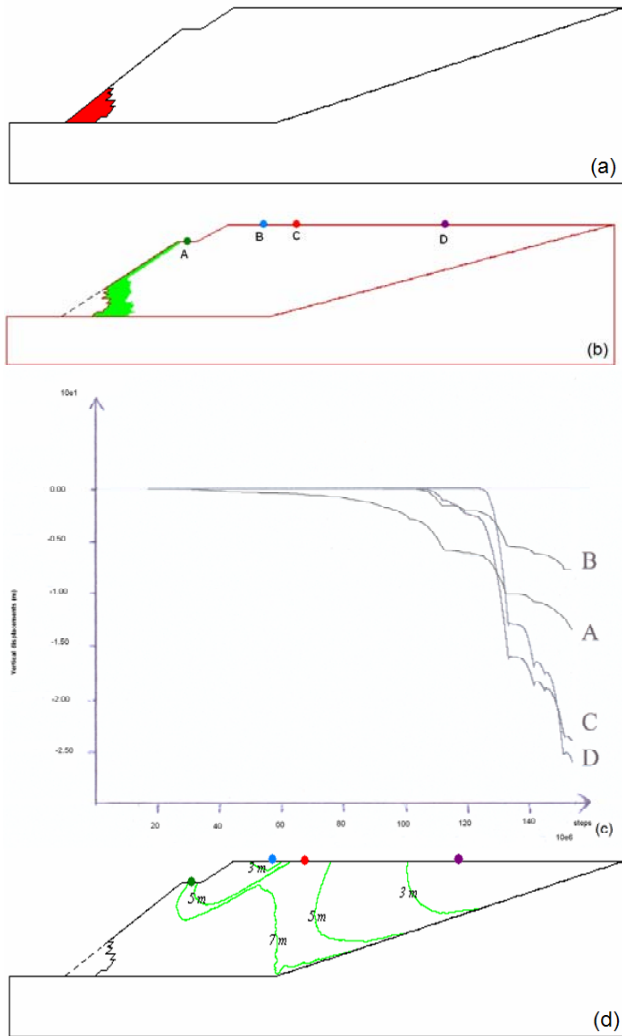 (a)
A
B
C
D
(b)
10e1
0.00
-0.50
-1.00
-1.50
-2.00
-2.50
Vertical displacements (m)
B
A
C
D
20
40
60
80
100
120
140
steps
10e6
(c)
3 m
5 m
7 m
5 m
3 m
(d)